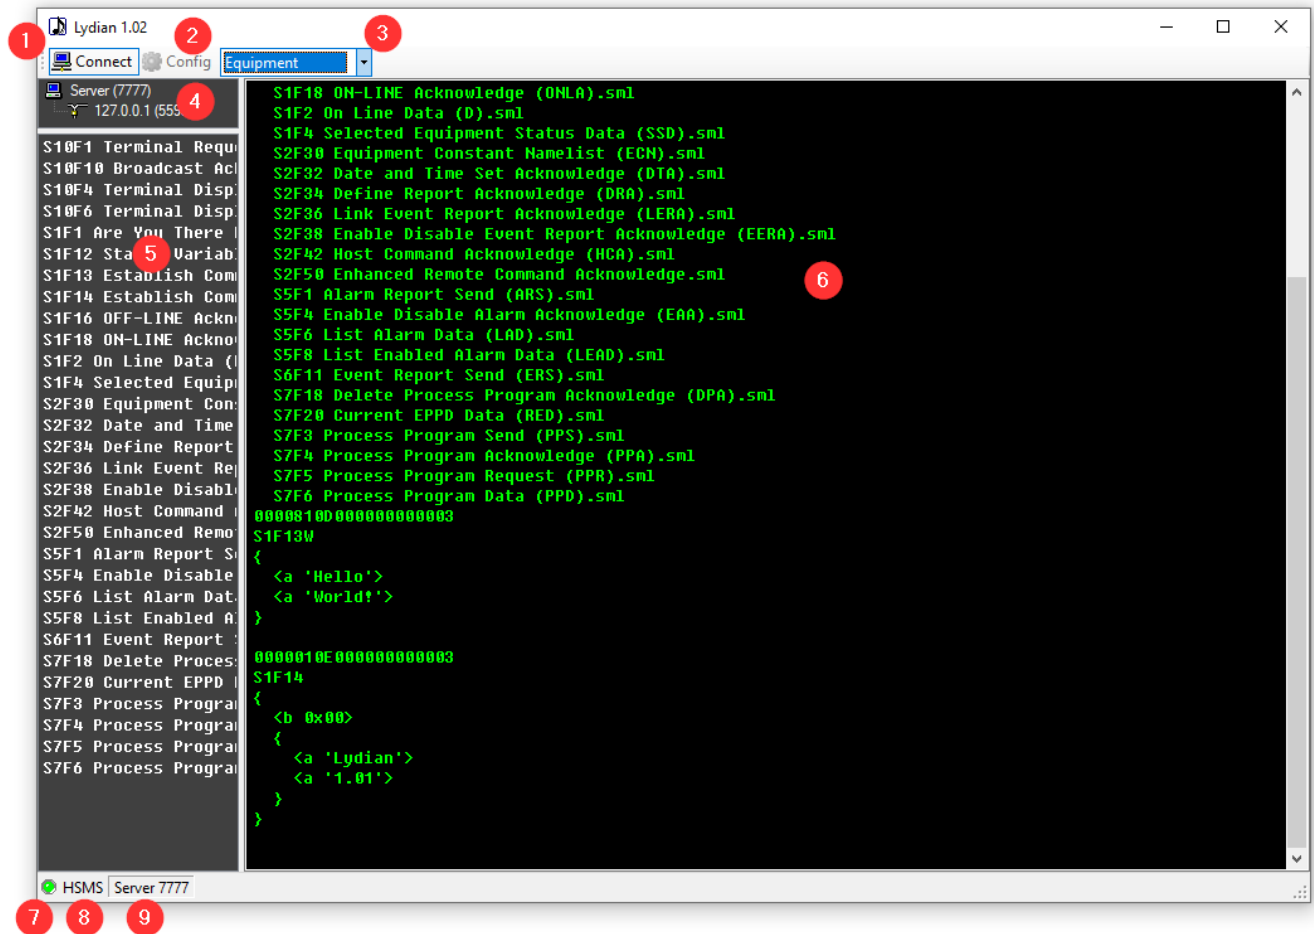 Lydian 1.02
1
2
3
Connect
Config
Equipment
Server (7777)
127.0.0.1 (555
4
S10F1 Terminal Requ
S10F10 Broadcast Ac
S10F4 Terminal Disp
S10F6 Terminal Disp
S1F1 Are You There
S1F12 Sta Variab
5
S1F13 Establish Com
S1F14 Establish Com
S1F16 OFF-LINE Ackn
S1F18 ON-LINE Ackno
S1F2 On Line Data (
S1F4 Selected Equip
S2F30 Equipment Con
S2F32 Date and Time
S2F34 Define Report
S2F36 Link Event Re
S2F38 Enable Disabl
S2F42 Host Command
S2F50 Enhanced Remo
S5F1 Alarm Report S
S5F4 Enable Disable
S5F6 List Alarm Dat
S5F8 List Enabled A
S6F11 Event Report
S7F18 Delete Proces
S7F20 Current EPPD
S7F3 Process Progra
S7F4 Process Progra
S7F5 Process Progra
S7F6 Process Progra
S1F18 ON-LINE Acknowledge (ONLA).sml
S1F2 On Line Data (D).sml
S1F4 Selected Equipment Status Data (SSD).sml
S2F30 Equipment Constant Namelist (ECN).sml
S2F32 Date and Time Set Acknowledge (DTA).sml
S2F34 Define Report Acknowledge (DRA).sml
S2F36 Link Event Report Acknowledge (LERA).sml
S2F38 Enable Disable Event Report Acknowledge (EERA).sml
S2F42 Host Command Acknowledge (HCA).sml
S2F50 Enhanced Remote Command Acknowledge.sml
6
S5F1 Alarm Report Send (ARS).sml
S5F4 Enable Disable Alarm Acknowledge (EAA).sml
S5F6 List Alarm Data (LAD).sml
S5F8 List Enabled Alarm Data (LEAD).sml
S6F11 Event Report Send (ERS).sml
S7F18 Delete Process Program Acknowledge (DPA).sml
S7F20 Current EPPD Data (RED).sml
S7F3 Process Program Send (PPS).sml
S7F4 Process Program Acknowledge (PPA).sml
S7F5 Process Program Request (PPR).sml
S7F6 Process Program Data (PPD).sml
0000810D000000000003
S1F13W
{
<a 'Hello'>
<a 'World!'>
}
0000010E000000000003
S1F14
{
<b 0x00>
{
<a 'Lydian'>
<a '1.01'>
}
}
HSMS
Server 7777
7
8
9